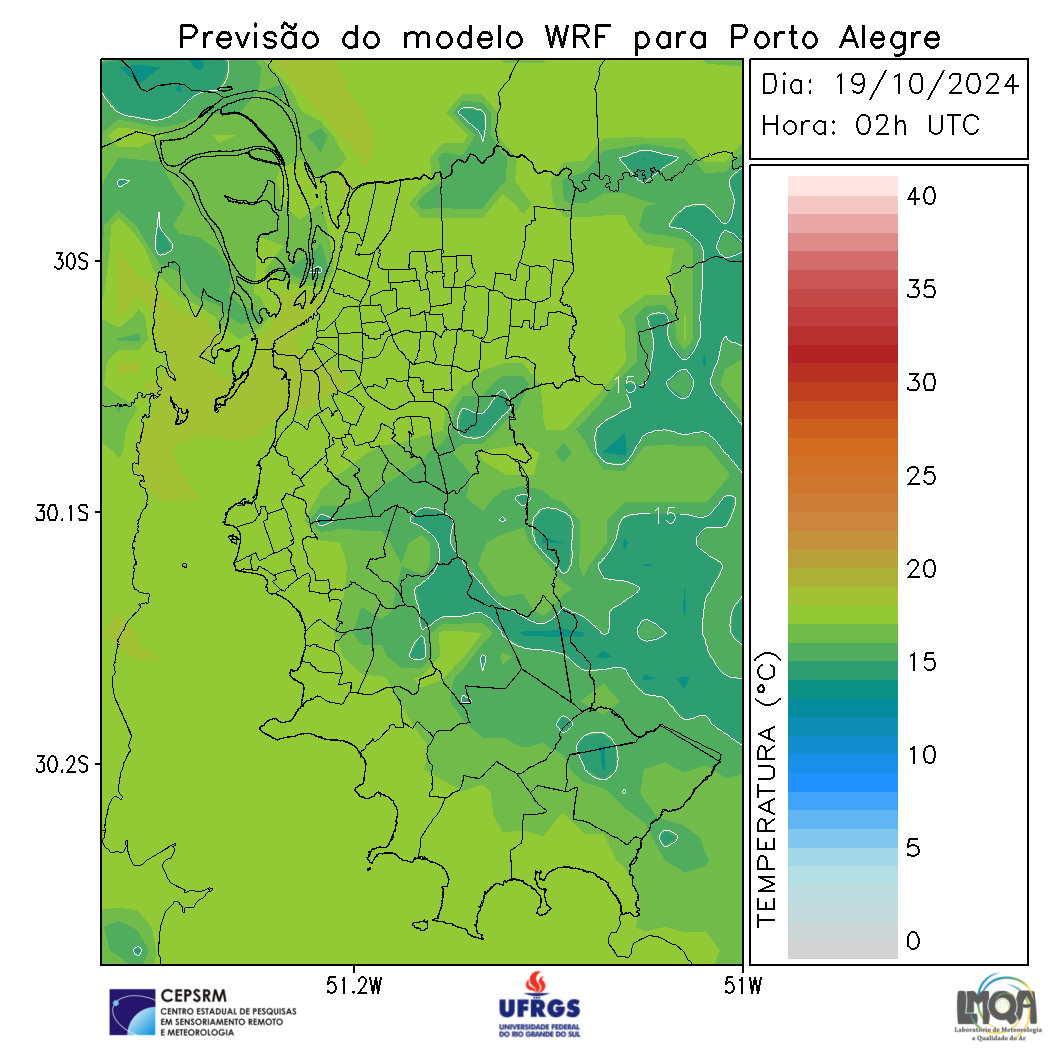 Previsão do modelo WRF para Porto Alegre
Dia: 19/10/2024
Hora: 02h UTC
40
35
30
25
20
15
10
5
0
TEMPERATURA (°C)
30S
30.1S
30.2S
51.2W
51W
15
15
CEPSRM
CENTRO ESTADUAL DE PESQUISAS
EM SENSORIAMENTO REMOTO
E METEOROLOGIA
UFRGS
UNIVERSIDADE FEDERAL
DO RIO GRANDE DO SUL
LMQA
Laboratório de Meteorologia
e Qualidade do Ar